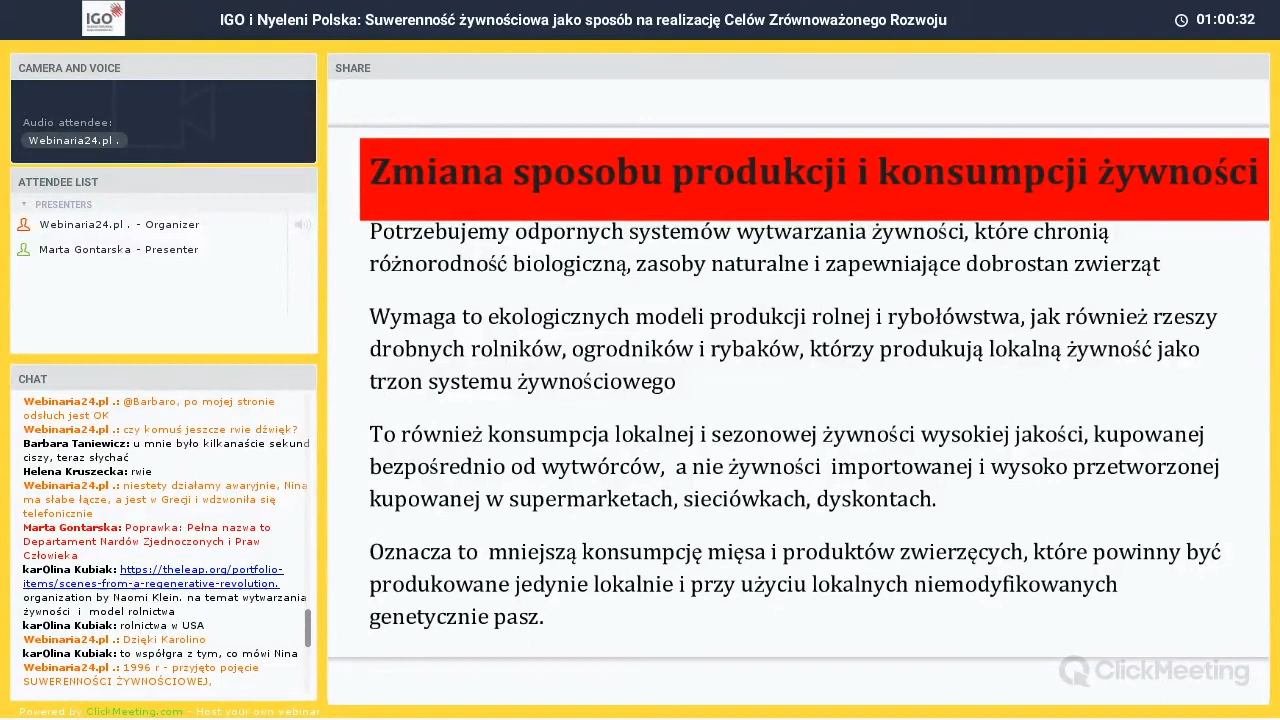 IGO
IGO i Nyeleni Polska: Suwerenność żywnościowa jako sposób na realizację Celów Zrównoważonego Rozwoju
01:00:32
CAMERA AND VOICE
Audio attendee:
Webinaria24.pl .
ATTENDEE LIST
PRESENTERS
Webinaria24.pl . - Organizer
Marta Gontarska - Presenter
CHAT
Webinaria24.pl .: @Barbaro, po mojej stronie
odsłuch jest OK
Webinaria24.pl .: czy komuś jeszcze rwie dźwięk?
Barbara Taniewicz: u mnie było kilkanaście sekund
ciszy, teraz słychać
Helena Kruszecka: rwie
Webinaria24.pl .: niestety działamy awaryjnie, Nina
ma słabe łącze, a jest w Grecji i wdzwoniła się
telefonicznie
Marta Gontarska: Poprawka: Pełna nazwa to
Departament Nardów Zjednoczonych i Praw
Człowieka
kar0lina Kubiak: https://theleap.org/portfolio-
items/scenes-from-a-regenerative-revolution.
organization by Naomi Klein. na temat wytwarzania
żywności i model rolnictwa
kar0lina Kubiak: rolnictwa w USA
Webinaria24.pl .: Dzięki Karolino
kar0lina Kubiak: to współgra z tym, co mówi Nina
Webinaria24.pl .: 1996 r - przyjęto pojęcie
SUWERENNOŚCI ŻYWNOŚCIOWEJ,
Powered by ClickMeeting.com - Host your own webinar
SHARE
Zmiana sposobu produkcji i konsumpcji żywności
Potrzebujemy odpornych systemów wytwarzania żywności, które chronią
różnorodność biologiczną, zasoby naturalne i zapewniające dobrostan zwierząt
Wymaga to ekologicznych modeli produkcji rolnej i rybołówstwa, jak również rzeszy
drobnych rolników, ogrodników i rybaków, którzy produkują lokalną żywność jako
trzon systemu żywnościowego
To również konsumpcja lokalnej i sezonowej żywności wysokiej jakości, kupowanej
bezpośrednio od wytwórców, a nie żywności importowanej i wysoko przetworzonej
kupowanej w supermarketach, sieciówkach, dyskontach.
Oznacza to mniejszą konsumpcję mięsa i produktów zwierzęcych, które powinny być
produkowane jedynie lokalnie i przy użyciu lokalnych niemodyfikowanych
genetycznie pasz.
ClickMeeting